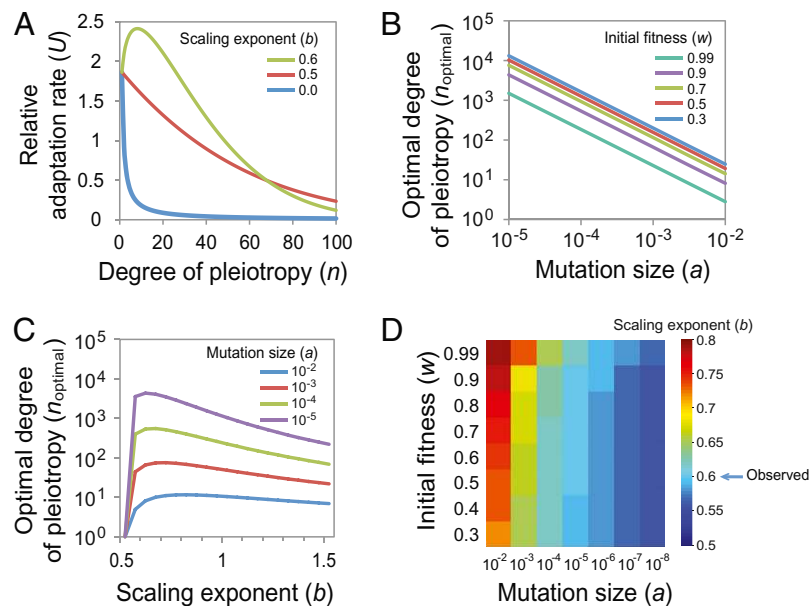 A
Relative
adaptation rate (U)
2.5
2
1.5
1
0.5
0
Scaling exponent (b)
0.6
0.5
0.0
0 20 40 60 80 100
Degree of pleiotropy (n)
B
Optimal degree
of pleiotropy (n_optimal)
10^5
10^4
10^3
10^2
10^1
10^0
Initial fitness (w)
0.99
0.9
0.7
0.5
0.3
10^-5 10^-4 10^-3 10^-2
Mutation size (a)
C
Optimal degree
of pleiotropy (n_optimal)
10^5
10^4
10^3
10^2
10^1
10^0
Mutation size (a)
10^-2
10^-3
10^-4
10^-5
0.5 1 1.5
Scaling exponent (b)
D
Initial fitness (w)
0.99
0.9
0.8
0.7
0.6
0.5
0.4
0.3
10^-2 10^-3 10^-4 10^-5 10^-6 10^-7 10^-8
Mutation size (a)
Scaling exponent (b)
0.8
0.75
0.7
0.65
0.6
0.55
0.5
Observed